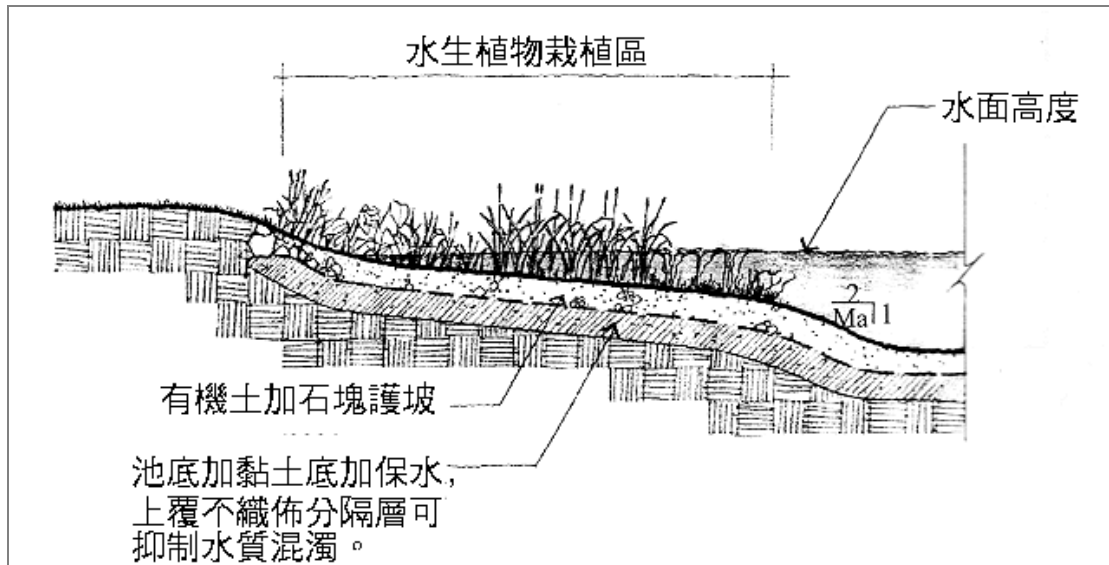 水生植物栽植區
水面高度
2
Ma 1
有機土加石塊護坡
池底加黏土底加保水,
上覆不織佈分隔層可
抑制水質混濁。